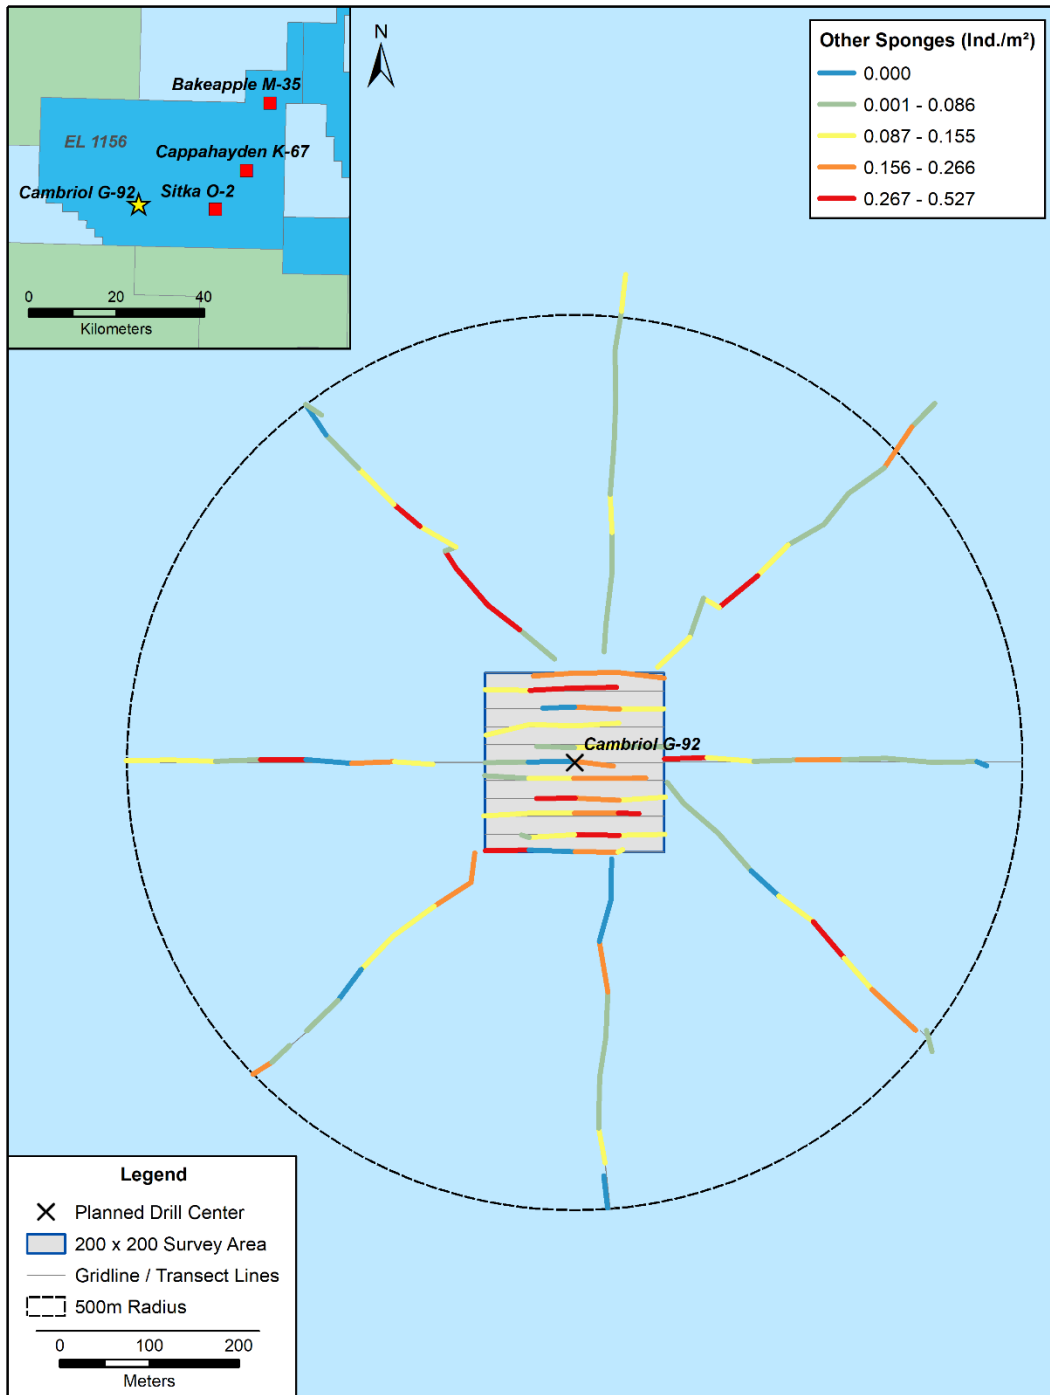 Bakeapple M-35
EL 1156
Cappahayden K-67
Cambriol G-92
Sitka O-2
0 20 40
Kilometers
N
Other Sponges (Ind./m²)
0.000
0.001 - 0.086
0.087 - 0.155
0.156 - 0.266
0.267 - 0.527
Cambriol G-92
Legend
Planned Drill Center
200 x 200 Survey Area
Gridline / Transect Lines
500m Radius
0 100 200
Meters